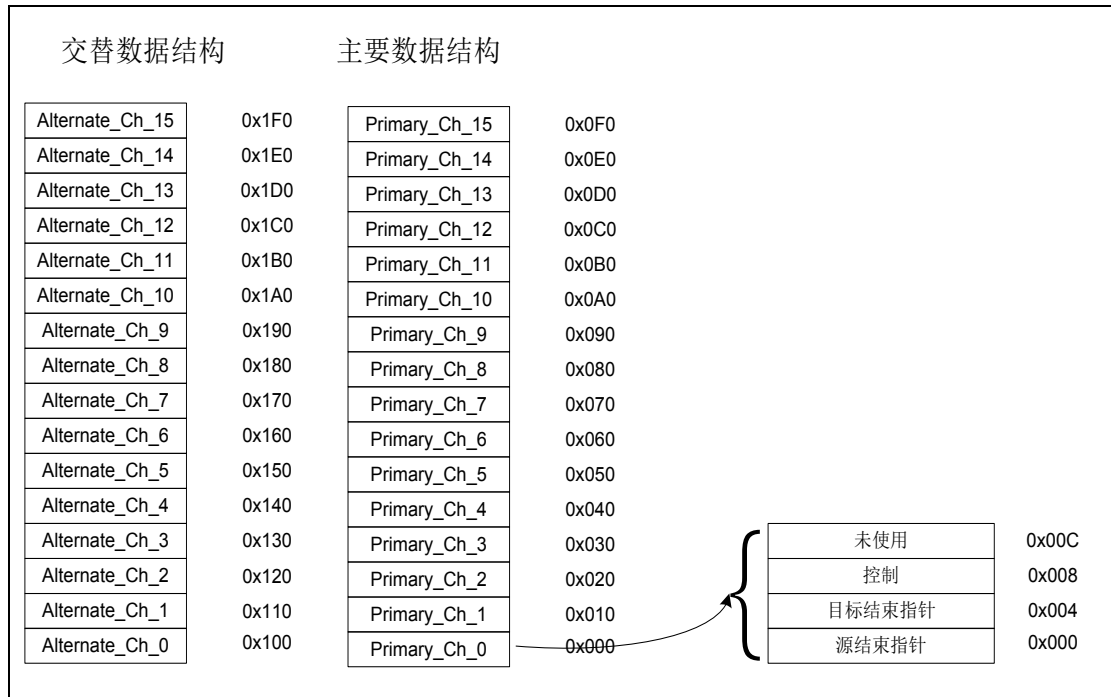 交替数据结构 主要数据结构
Alternate_Ch_15 0x1F0 Primary_Ch_15 0x0F0
Alternate_Ch_14 0x1E0 Primary_Ch_14 0x0E0
Alternate_Ch_13 0x1D0 Primary_Ch_13 0x0D0
Alternate_Ch_12 0x1C0 Primary_Ch_12 0x0C0
Alternate_Ch_11 0x1B0 Primary_Ch_11 0x0B0
Alternate_Ch_10 0x1A0 Primary_Ch_10 0x0A0
Alternate_Ch_9 0x190 Primary_Ch_9 0x090
Alternate_Ch_8 0x180 Primary_Ch_8 0x080
Alternate_Ch_7 0x170 Primary_Ch_7 0x070
Alternate_Ch_6 0x160 Primary_Ch_6 0x060
Alternate_Ch_5 0x150 Primary_Ch_5 0x050
Alternate_Ch_4 0x140 Primary_Ch_4 0x040
Alternate_Ch_3 0x130 Primary_Ch_3 0x030 未使用 0x00C
Alternate_Ch_2 0x120 Primary_Ch_2 0x020 控制 0x008
Alternate_Ch_1 0x110 Primary_Ch_1 0x010 目标结束指针 0x004
Alternate_Ch_0 0x100 Primary_Ch_0 0x000 源结束指针 0x000